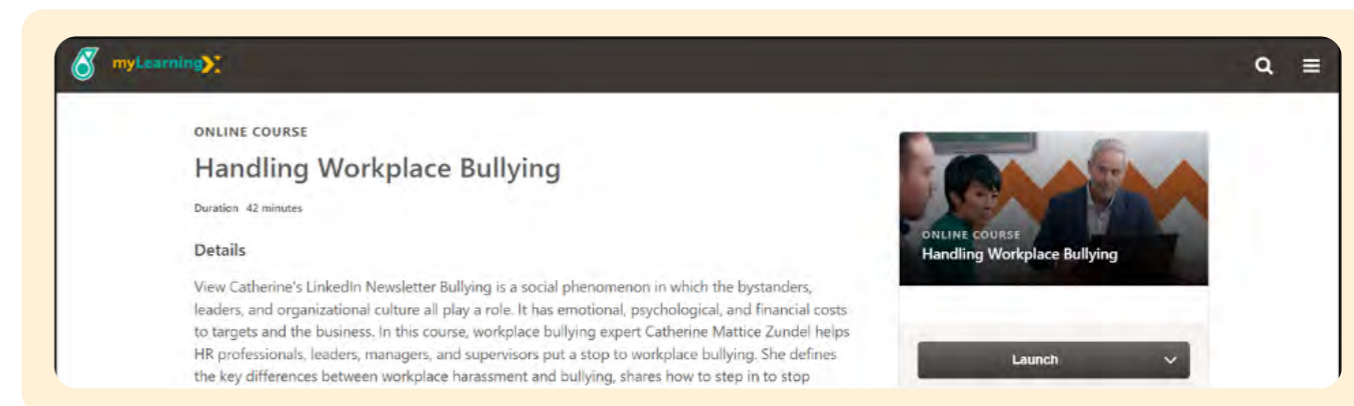 myLearningX
ONLINE COURSE
Handling Workplace Bullying
Duration 42 minutes
Details
View Catherine's LinkedIn Newsletter Bullying is a social phenomenon in which the bystanders,
leaders, and organizational culture all play a role. It has emotional, psychological, and financial costs
to targets and the business. In this course, workplace bullying expert Catherine Mattice Zundel helps
HR professionals, leaders, managers, and supervisors put a stop to workplace bullying. She defines
the key differences between workplace harassment and bullying, shares how to step in to stop
ONLINE COURSE
Handling Workplace Bullying
Launch